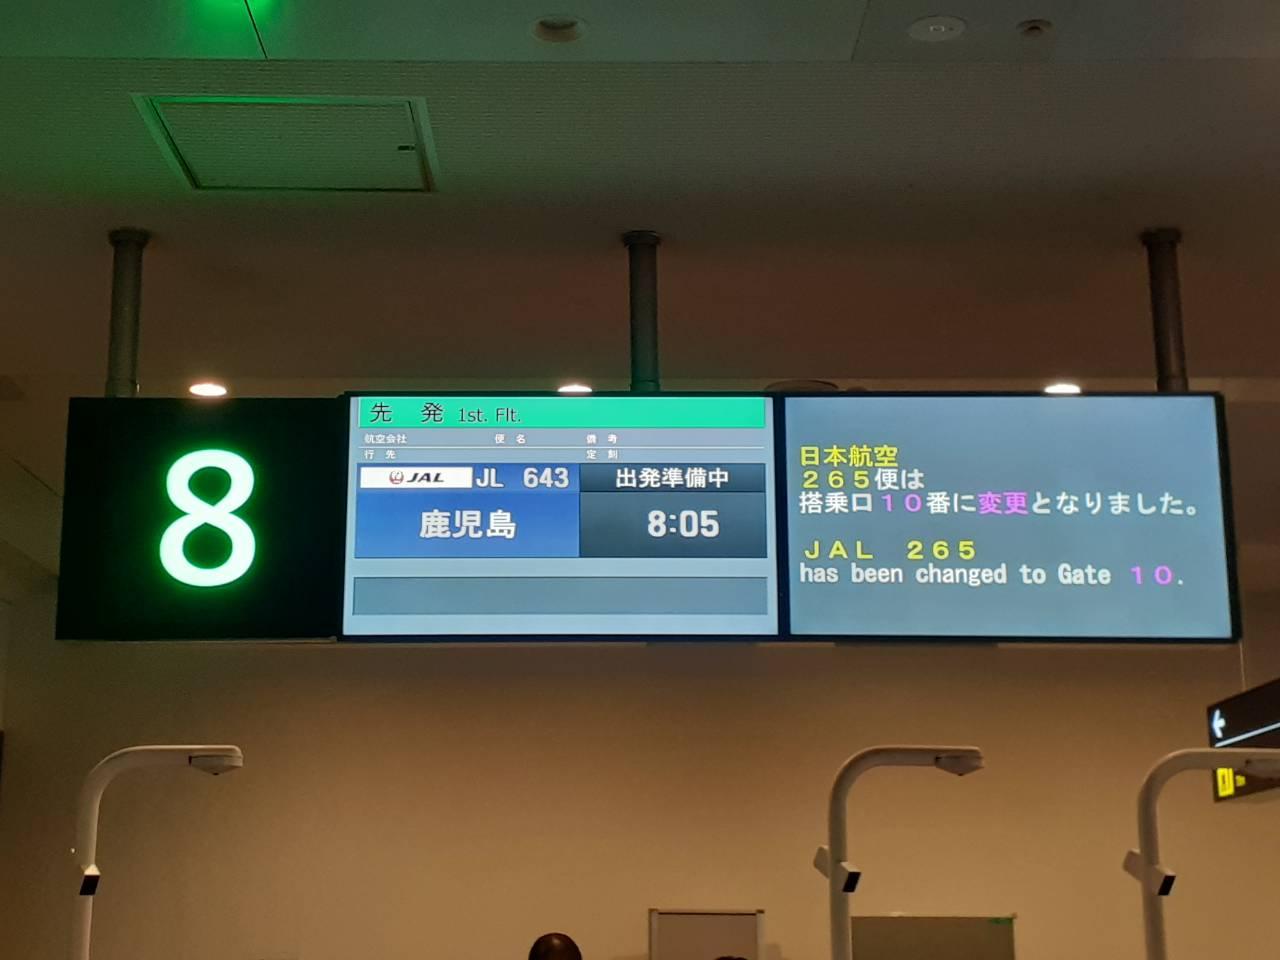 8
先 発 1st. Flt.
航空会社 便 名 備 考
行 先 定 刻
JAL JL 643 出発準備中
鹿児島 8:05
日本航空
265便は
搭乗口10番に変更となりました。
JAL 265
has been changed to Gate 10.